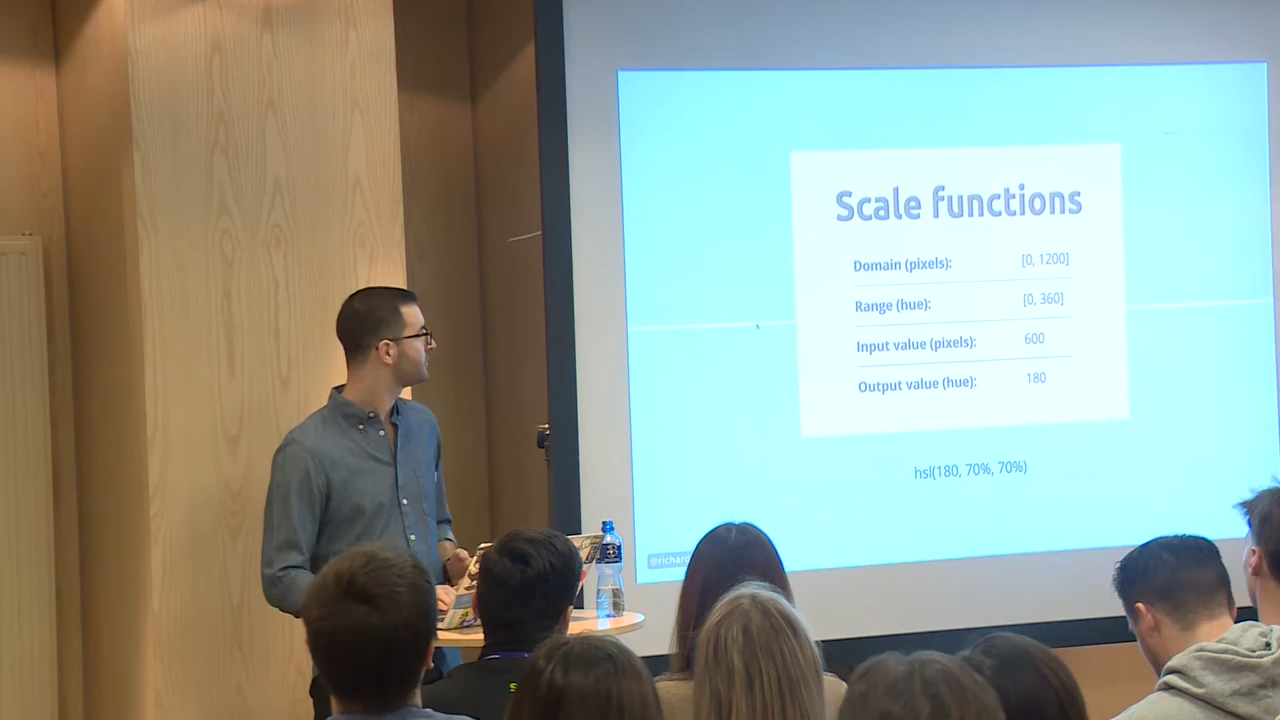 Scale functions
Domain (pixels): [0, 1200]
Range (hue): [0, 360]
Input value (pixels): 600
Output value (hue): 180
hsl(180, 70%, 70%)
@richard